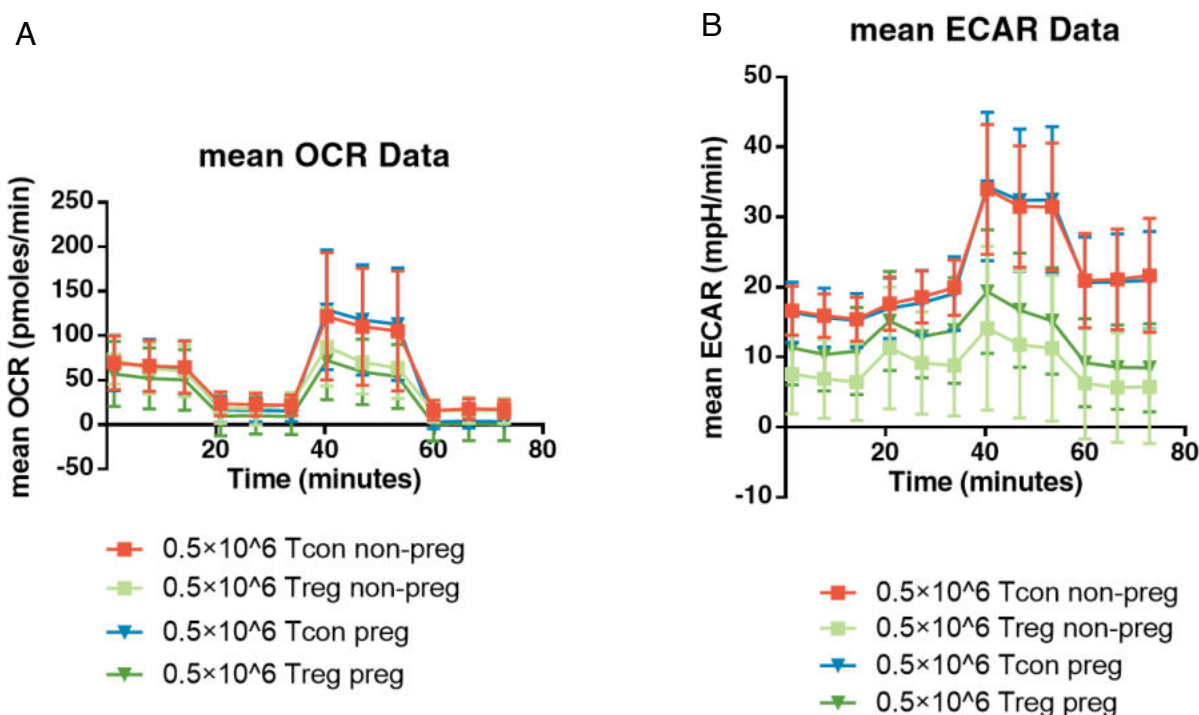 A
mean OCR Data
mean OCR (pmoles/min)
250
200
150
100
50
0
-50
20
40
60
80
Time (minutes)
0.5×10^6 Tcon non-preg
0.5×10^6 Treg non-preg
0.5×10^6 Tcon preg
0.5×10^6 Treg preg
B
mean ECAR Data
mean ECAR (mpH/min)
50
40
30
20
10
0
-10
20
40
60
80
Time (minutes)
0.5×10^6 Tcon non-preg
0.5×10^6 Treg non-preg
0.5×10^6 Tcon preg
0.5×10^6 Treg preg